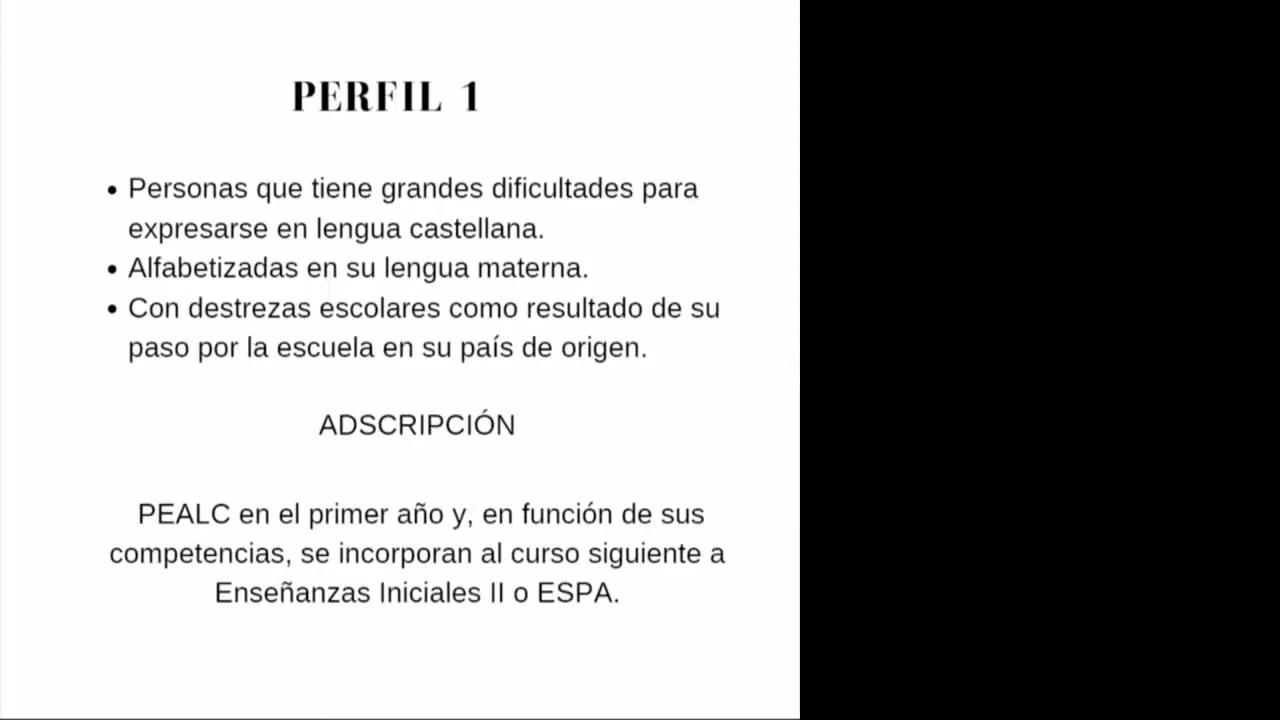 PERFIL 1
• Personas que tiene grandes dificultades para
expresarse en lengua castellana.
• Alfabetizadas en su lengua materna.
• Con destrezas escolares como resultado de su
paso por la escuela en su país de origen.
ADSCRIPCIÓN
PEALC en el primer año y, en función de sus
competencias, se incorporan al curso siguiente a
Enseñanzas Iniciales II o ESPA.